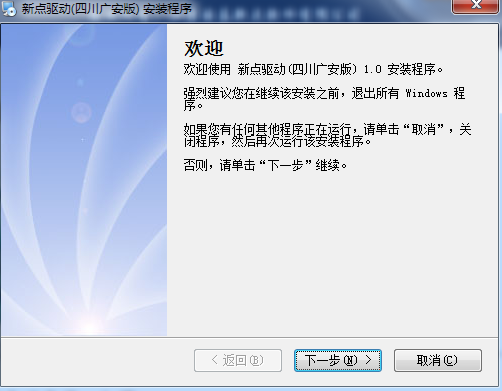 新点驱动(四川广安版) 安装程序
欢迎
欢迎使用 新点驱动(四川广安版) 1.0 安装程序。
强烈建议您在继续该安装之前，退出所有 Windows 程
序。
如果您有任何其他程序正在运行，请单击“取消”，关
闭程序，然后再次运行该安装程序。
否则，请单击“下一步”继续。
< 返回(B)
下一步(N) >
取消(C)